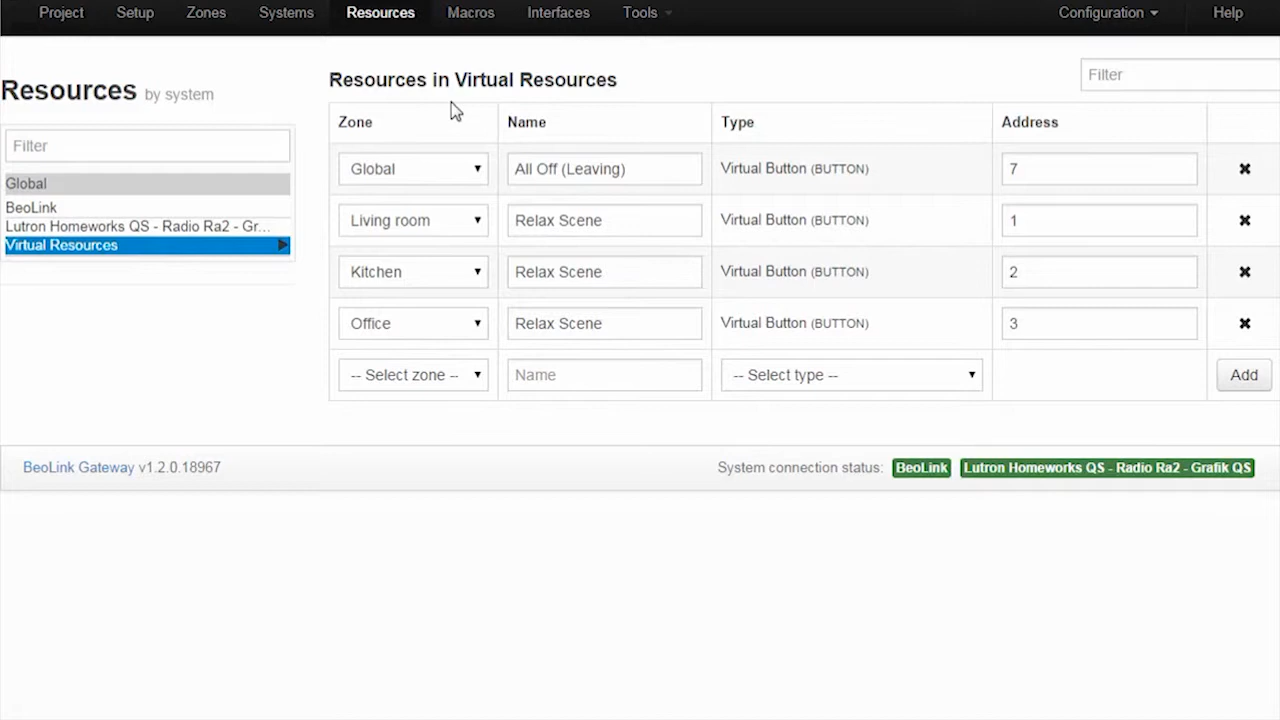 Project Setup Zones Systems Resources Macros Interfaces Tools Configuration Help
Resources by system
Filter
Global
BeoLink
Lutron Homeworks QS - Radio Ra2 - Gr...
Virtual Resources
Resources in Virtual Resources
Filter
Zone Name Type Address
Global All Off (Leaving) Virtual Button (BUTTON) 7
Living room Relax Scene Virtual Button (BUTTON) 1
Kitchen Relax Scene Virtual Button (BUTTON) 2
Office Relax Scene Virtual Button (BUTTON) 3
-- Select zone -- Name -- Select type -- Add
BeoLink Gateway v1.2.0.18967
System connection status: BeoLink Lutron Homeworks QS - Radio Ra2 - Grafik QS